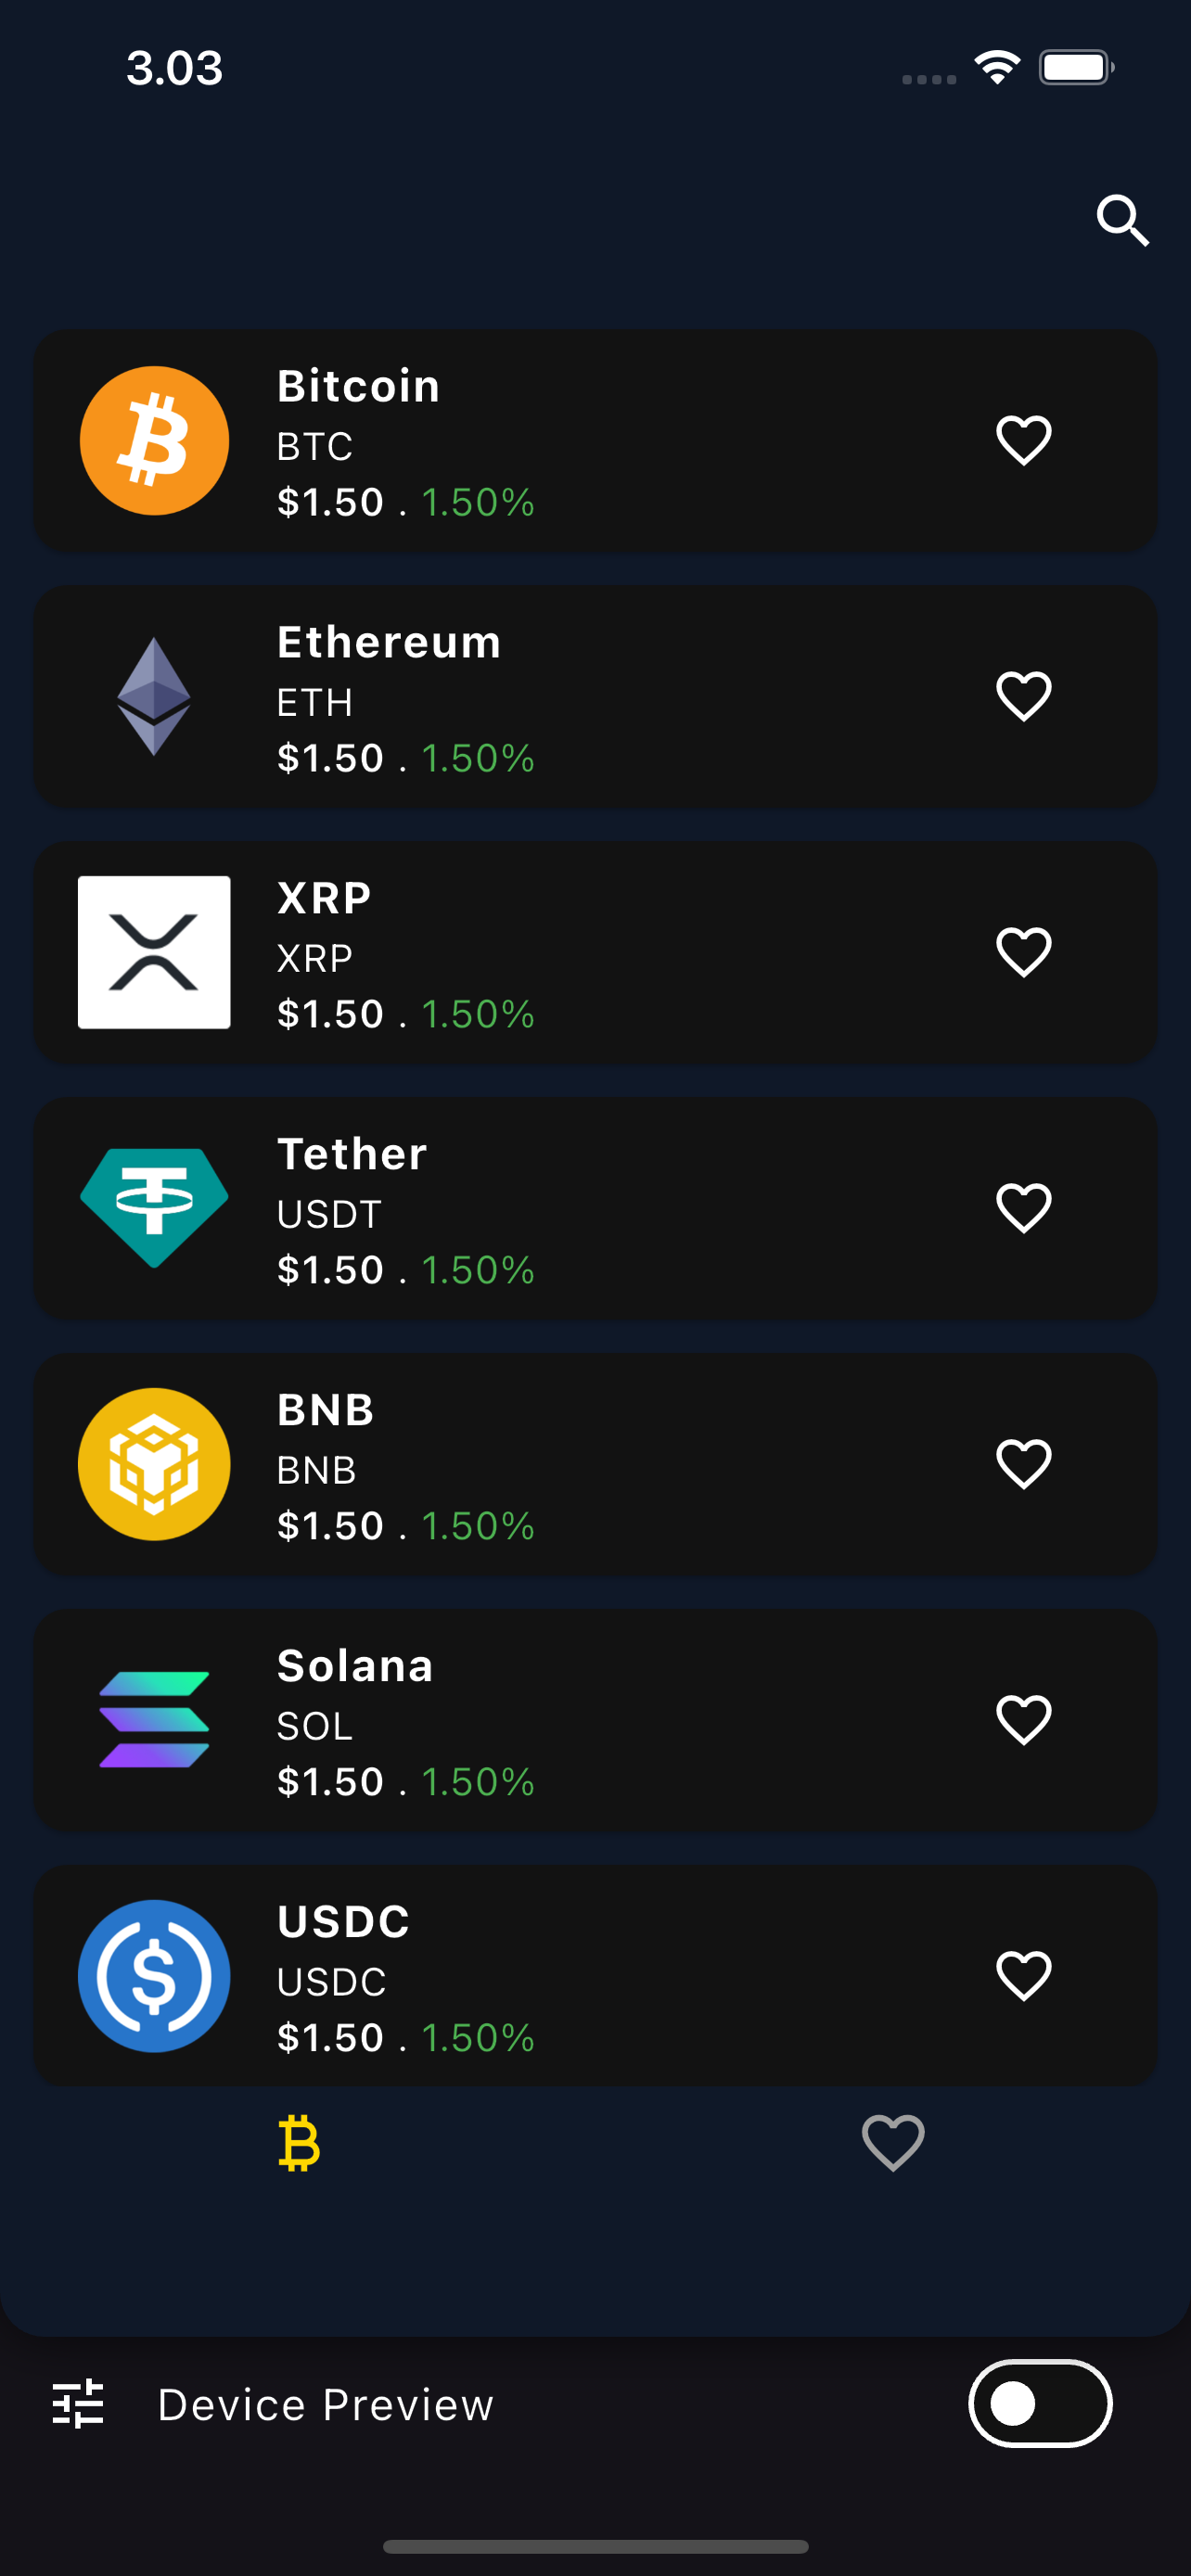 3.03
Bitcoin
BTC
$1.50 . 1.50%
Ethereum
ETH
$1.50 . 1.50%
XRP
XRP
$1.50 . 1.50%
Tether
USDT
$1.50 . 1.50%
BNB
BNB
$1.50 . 1.50%
Solana
SOL
$1.50 . 1.50%
USDC
USDC
$1.50 . 1.50%
Device Preview